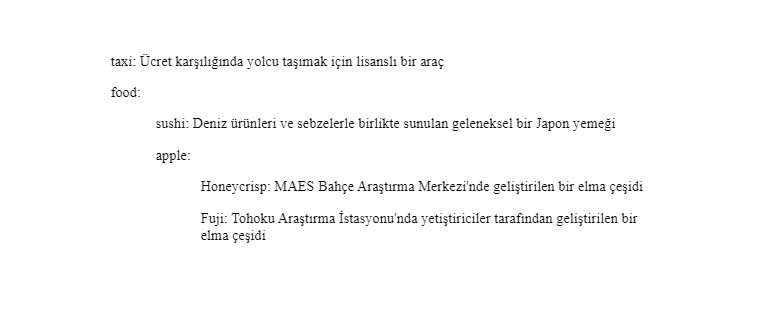 taxi: Ücret karşılığında yolcu taşımak için lisanslı bir araç
food:
sushi: Deniz ürünleri ve sebzelerle birlikte sunulan geleneksel bir Japon yemeği
apple:
Honeycrisp: MAES Bahçe Araştırma Merkezi'nde geliştirilen bir elma çeşidi
Fuji: Tohoku Araştırma İstasyonu'nda yetiştiriciler tarafından geliştirilen bir
elma çeşidi